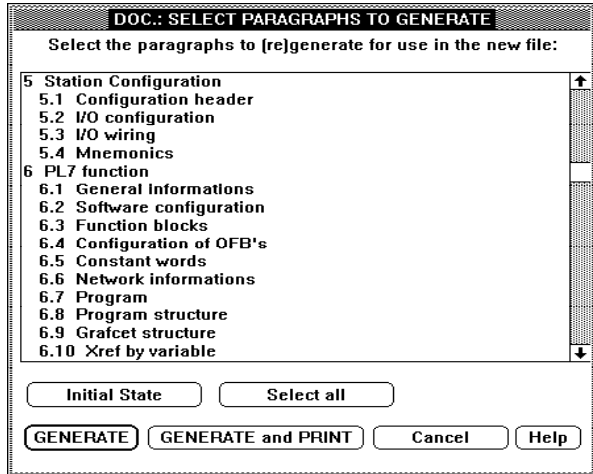 DOC.: SELECT PARAGRAPHS TO GENERATE
Select the paragraphs to (re)generate for use in the new file:
5 Station Configuration
5.1 Configuration header
5.2 I/O configuration
5.3 I/O wiring
5.4 Mnemonics
6 PL7 function
6.1 General informations
6.2 Software configuration
6.3 Function blocks
6.4 Configuration of OFB's
6.5 Constant words
6.6 Network informations
6.7 Program
6.8 Program structure
6.9 Grafcet structure
6.10 Xref by variable
Initial State Select all
GENERATE GENERATE and PRINT Cancel Help